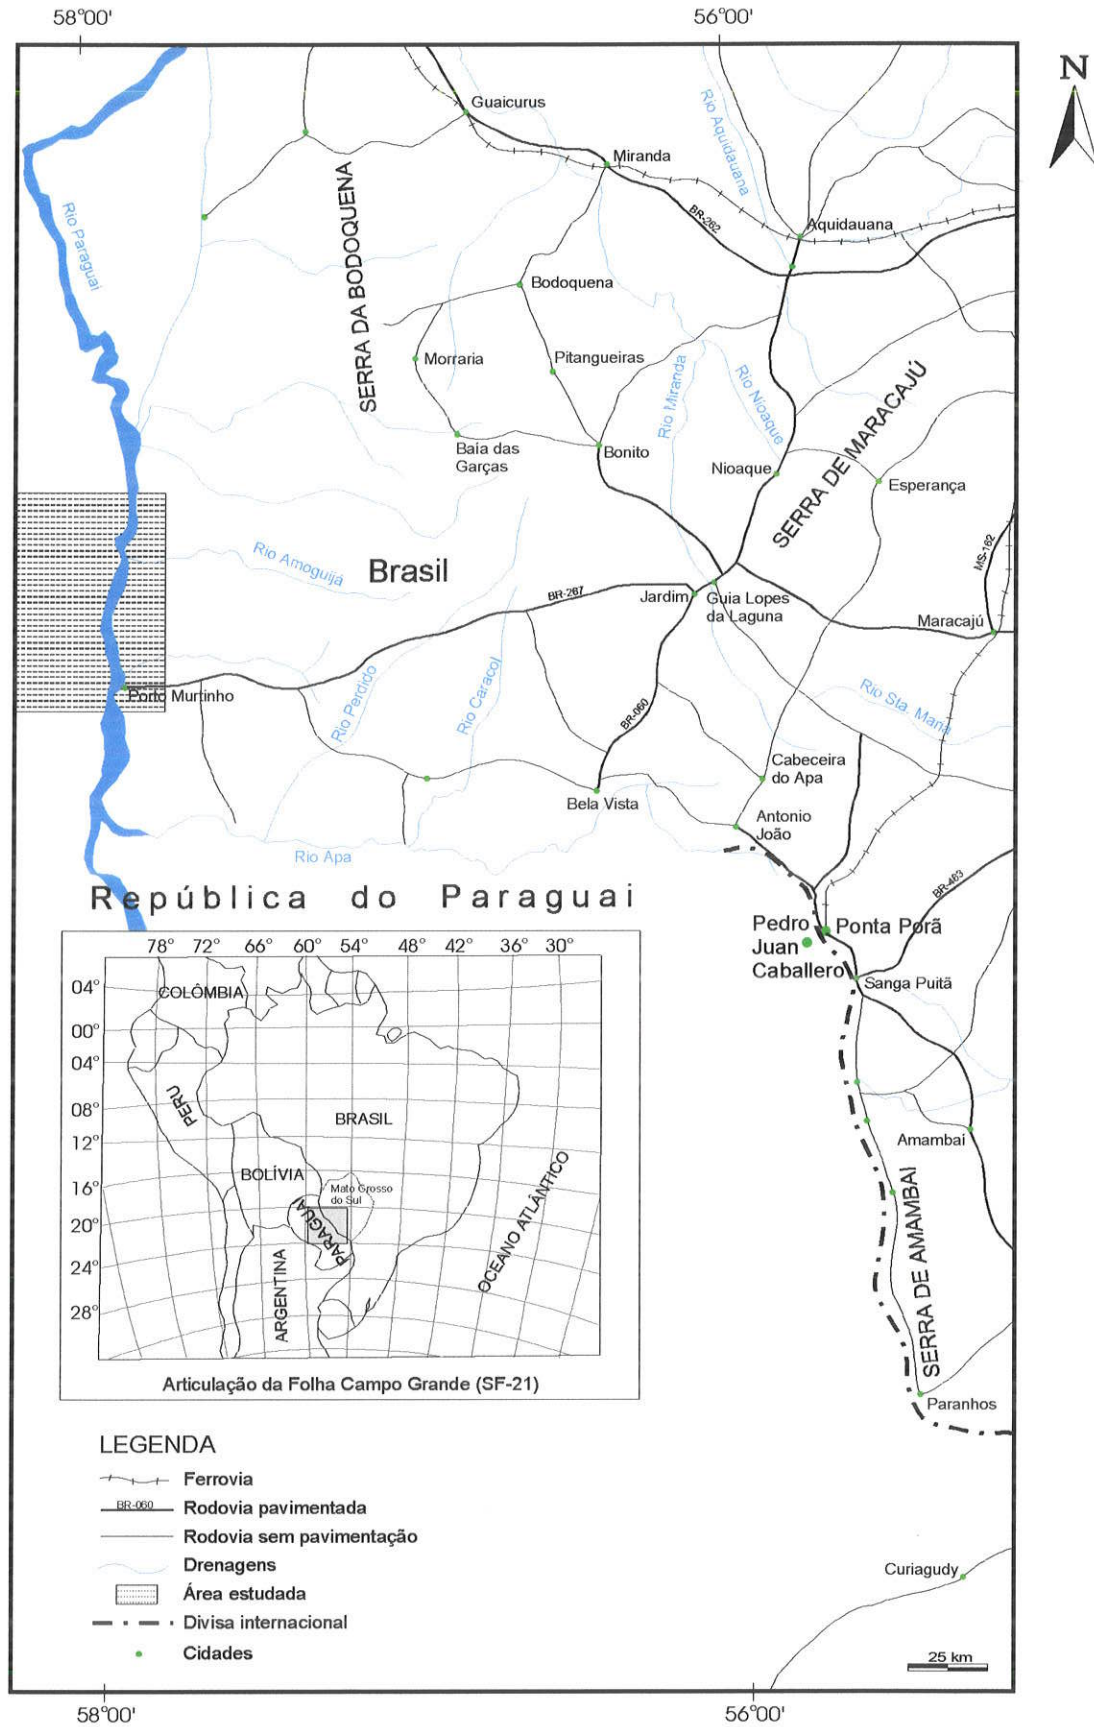 58°00'
56°00'
N
Guaicurus
Miranda
Rio Aquidauana
Rio Paraguai
SERRA DA BODOQUENA
BR-262
Aquidauana
Bodoquena
Morraria
Pitangueiras
Rio Miranda
Rio Nioaque
SERRA DE MARACAJÚ
Baia das
Garças
Bonito
Nioaque
Esperança
Rio Amoguijá
Brasil
MS-162
BR-267
Jardim
Guia Lopes
da Laguna
Maracajú
Porto Murtinho
Rio Perdido
Rio Caracol
BR-060
Rio Sta. Maria
Cabeceira
do Apa
Bela Vista
Antonio
João
Rio Apa
BR-463
República do Paraguai
Pedro
Juan
Caballero
Ponta Porã
Sanga Puitã
78° 72° 66° 60° 54° 48° 42° 36° 30°
04°
00°
04°
08°
12°
16°
20°
24°
28°
COLÔMBIA
PERU
BRASIL
BOLÍVIA
Mato Grosso
do Sul
PARAGUAI
ARGENTINA
OCEANO ATLÂNTICO
Articulação da Folha Campo Grande (SF-21)
Amambai
SERRA DE AMAMBAI
Paranhos
LEGENDA
Ferrovia
BR-060 Rodovia pavimentada
Rodovia sem pavimentação
Drenagens
Área estudada
Divisa internacional
Cidades
Curiagudy
25 km
58°00'
56°00'